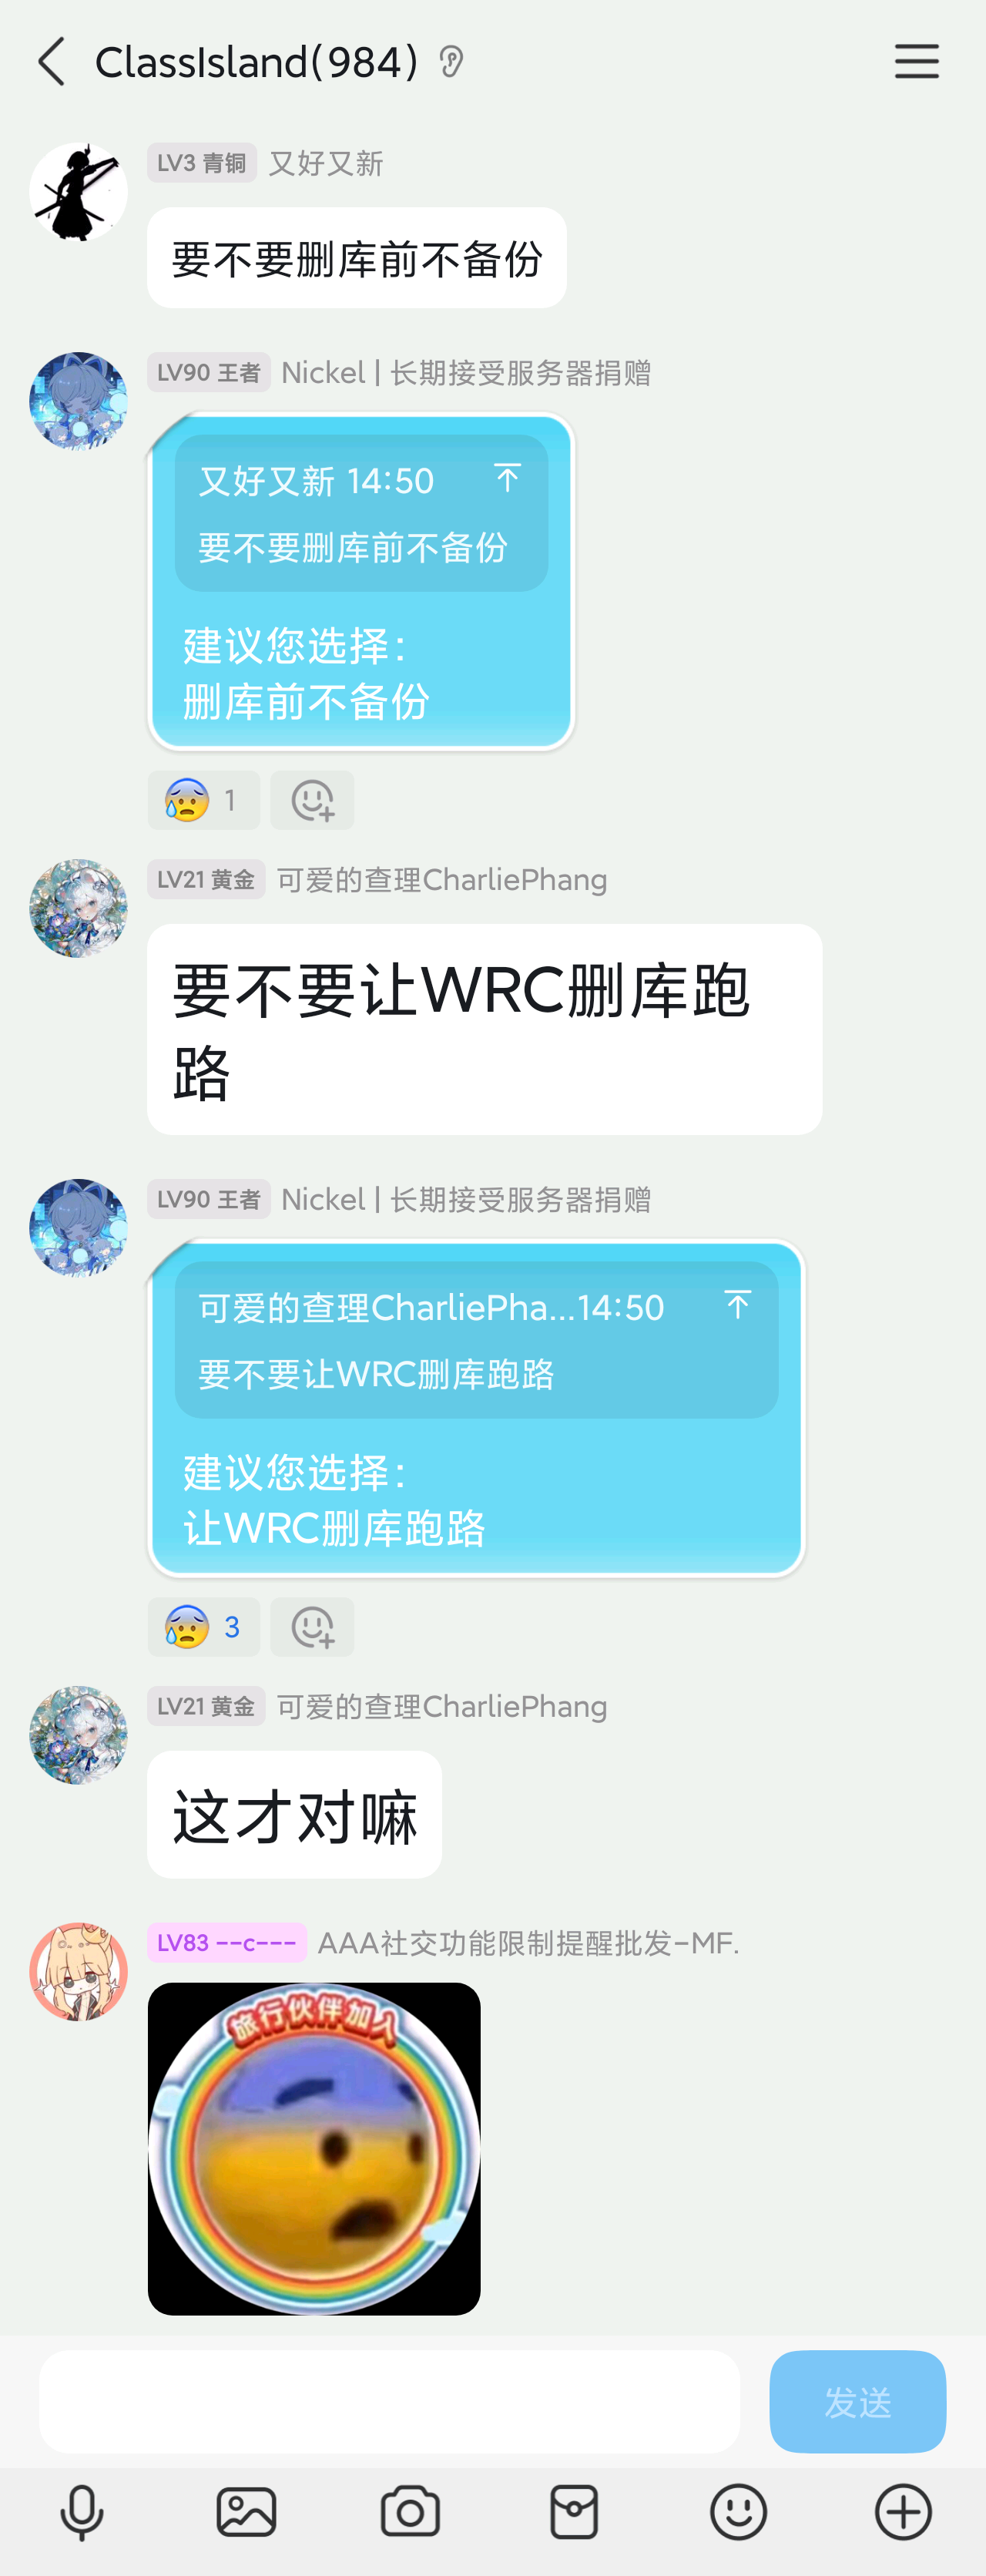 ClassIsland(984)
LV3 青铜 又好又新
要不要删库前不备份
LV90 王者 Nickel | 长期接受服务器捐赠
又好又新 14:50
要不要删库前不备份
建议您选择：
删库前不备份
1
LV21 黄金 可爱的查理CharliePhang
要不要让WRC删库跑
路
LV90 王者 Nickel | 长期接受服务器捐赠
可爱的查理CharliePha...14:50
要不要让WRC删库跑路
建议您选择：
让WRC删库跑路
3
LV21 黄金 可爱的查理CharliePhang
这才对嘛
LV83 --c--- AAA社交功能限制提醒批发-MF.
旅行伙伴加入
发送